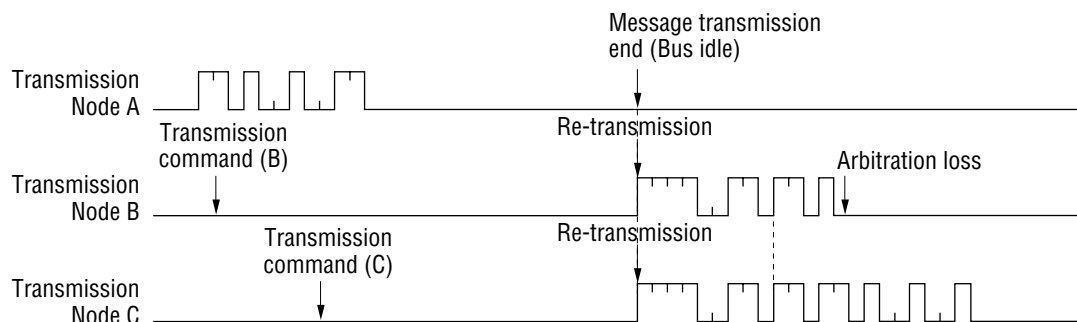 Message transmission
end (Bus idle)
Transmission
Node A
Re-transmission
Transmission
command (B)
Arbitration loss
Transmission
Node B
Re-transmission
Transmission
command (C)
Transmission
Node C